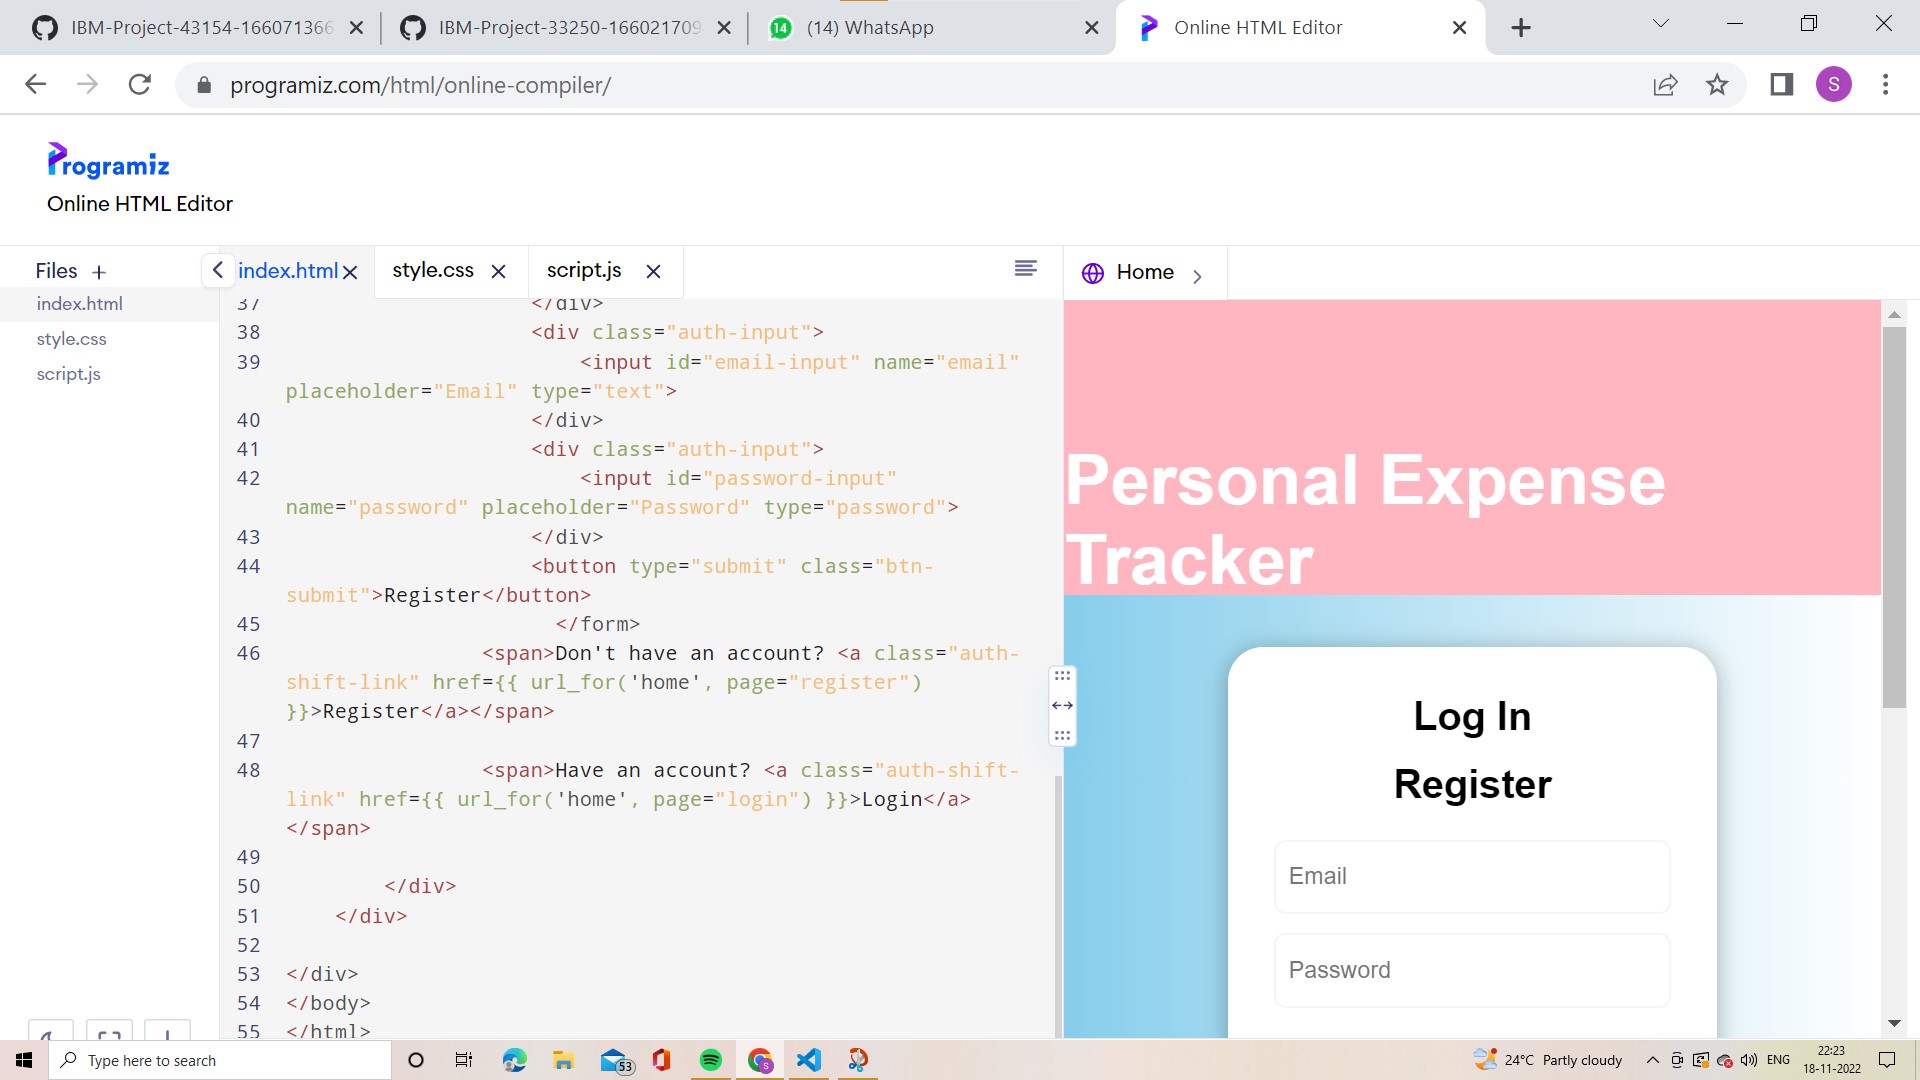 IBM-Project-43154-166071366
IBM-Project-33250-166021709
14 (14) WhatsApp
Online HTML Editor
programiz.com/html/online-compiler/
S
Programiz
Online HTML Editor
Files +
index.html
style.css
script.js
index.html
style.css
script.js
Home
37 </div>
38 <div class="auth-input">
39 <input id="email-input" name="email"
placeholder="Email" type="text">
40 </div>
41 <div class="auth-input">
42 <input id="password-input"
name="password" placeholder="Password" type="password">
43 </div>
44 <button type="submit" class="btn-
submit">Register</button>
45 </form>
46 <span>Don't have an account? <a class="auth-
shift-link" href={{ url_for('home', page="register")
}}>Register</a></span>
47
48 <span>Have an account? <a class="auth-shift-
link" href={{ url_for('home', page="login") }}>Login</a>
</span>
49
50 </div>
51 </div>
52
53 </div>
54 </body>
55 </html>
Personal Expense
Tracker
Log In
Register
Email
Password
Type here to search
53
S
24°C Partly cloudy
ENG
22:23
18-11-2022